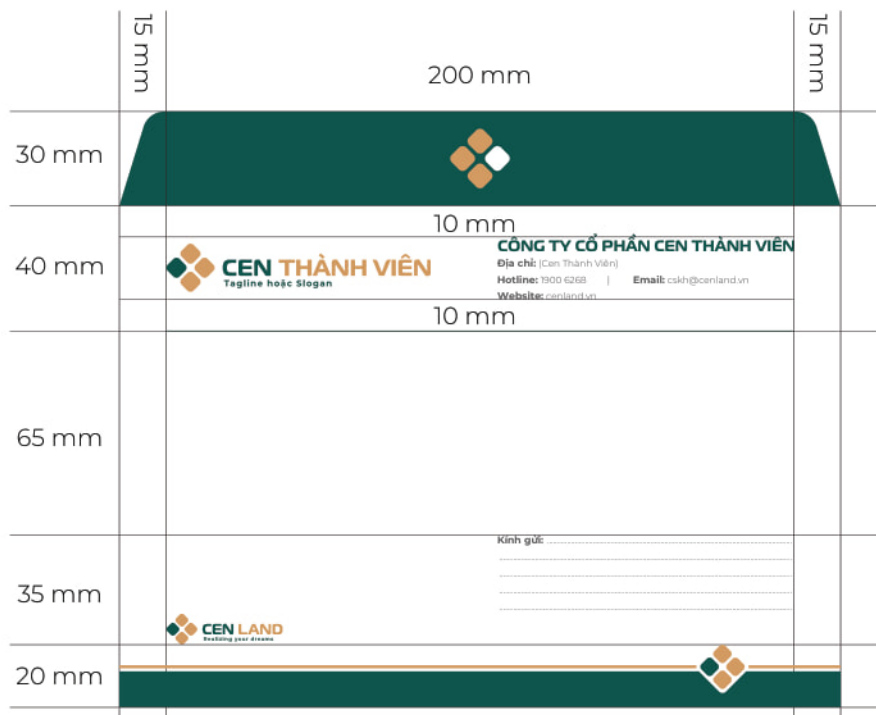 15 mm
15 mm
200 mm
30 mm
10 mm
40 mm
CEN THÀNH VIÊN
Tagline hoặc Slogan
CÔNG TY CỔ PHẦN CEN THÀNH VIÊN
Địa chỉ: (Cen Thành Viên)
Hotline: 1900 6268 | Email: cskh@cenland.vn
Website: cenland.vn
10 mm
65 mm
Kính gửi:
35 mm
CEN LAND
Realizing your dreams
20 mm